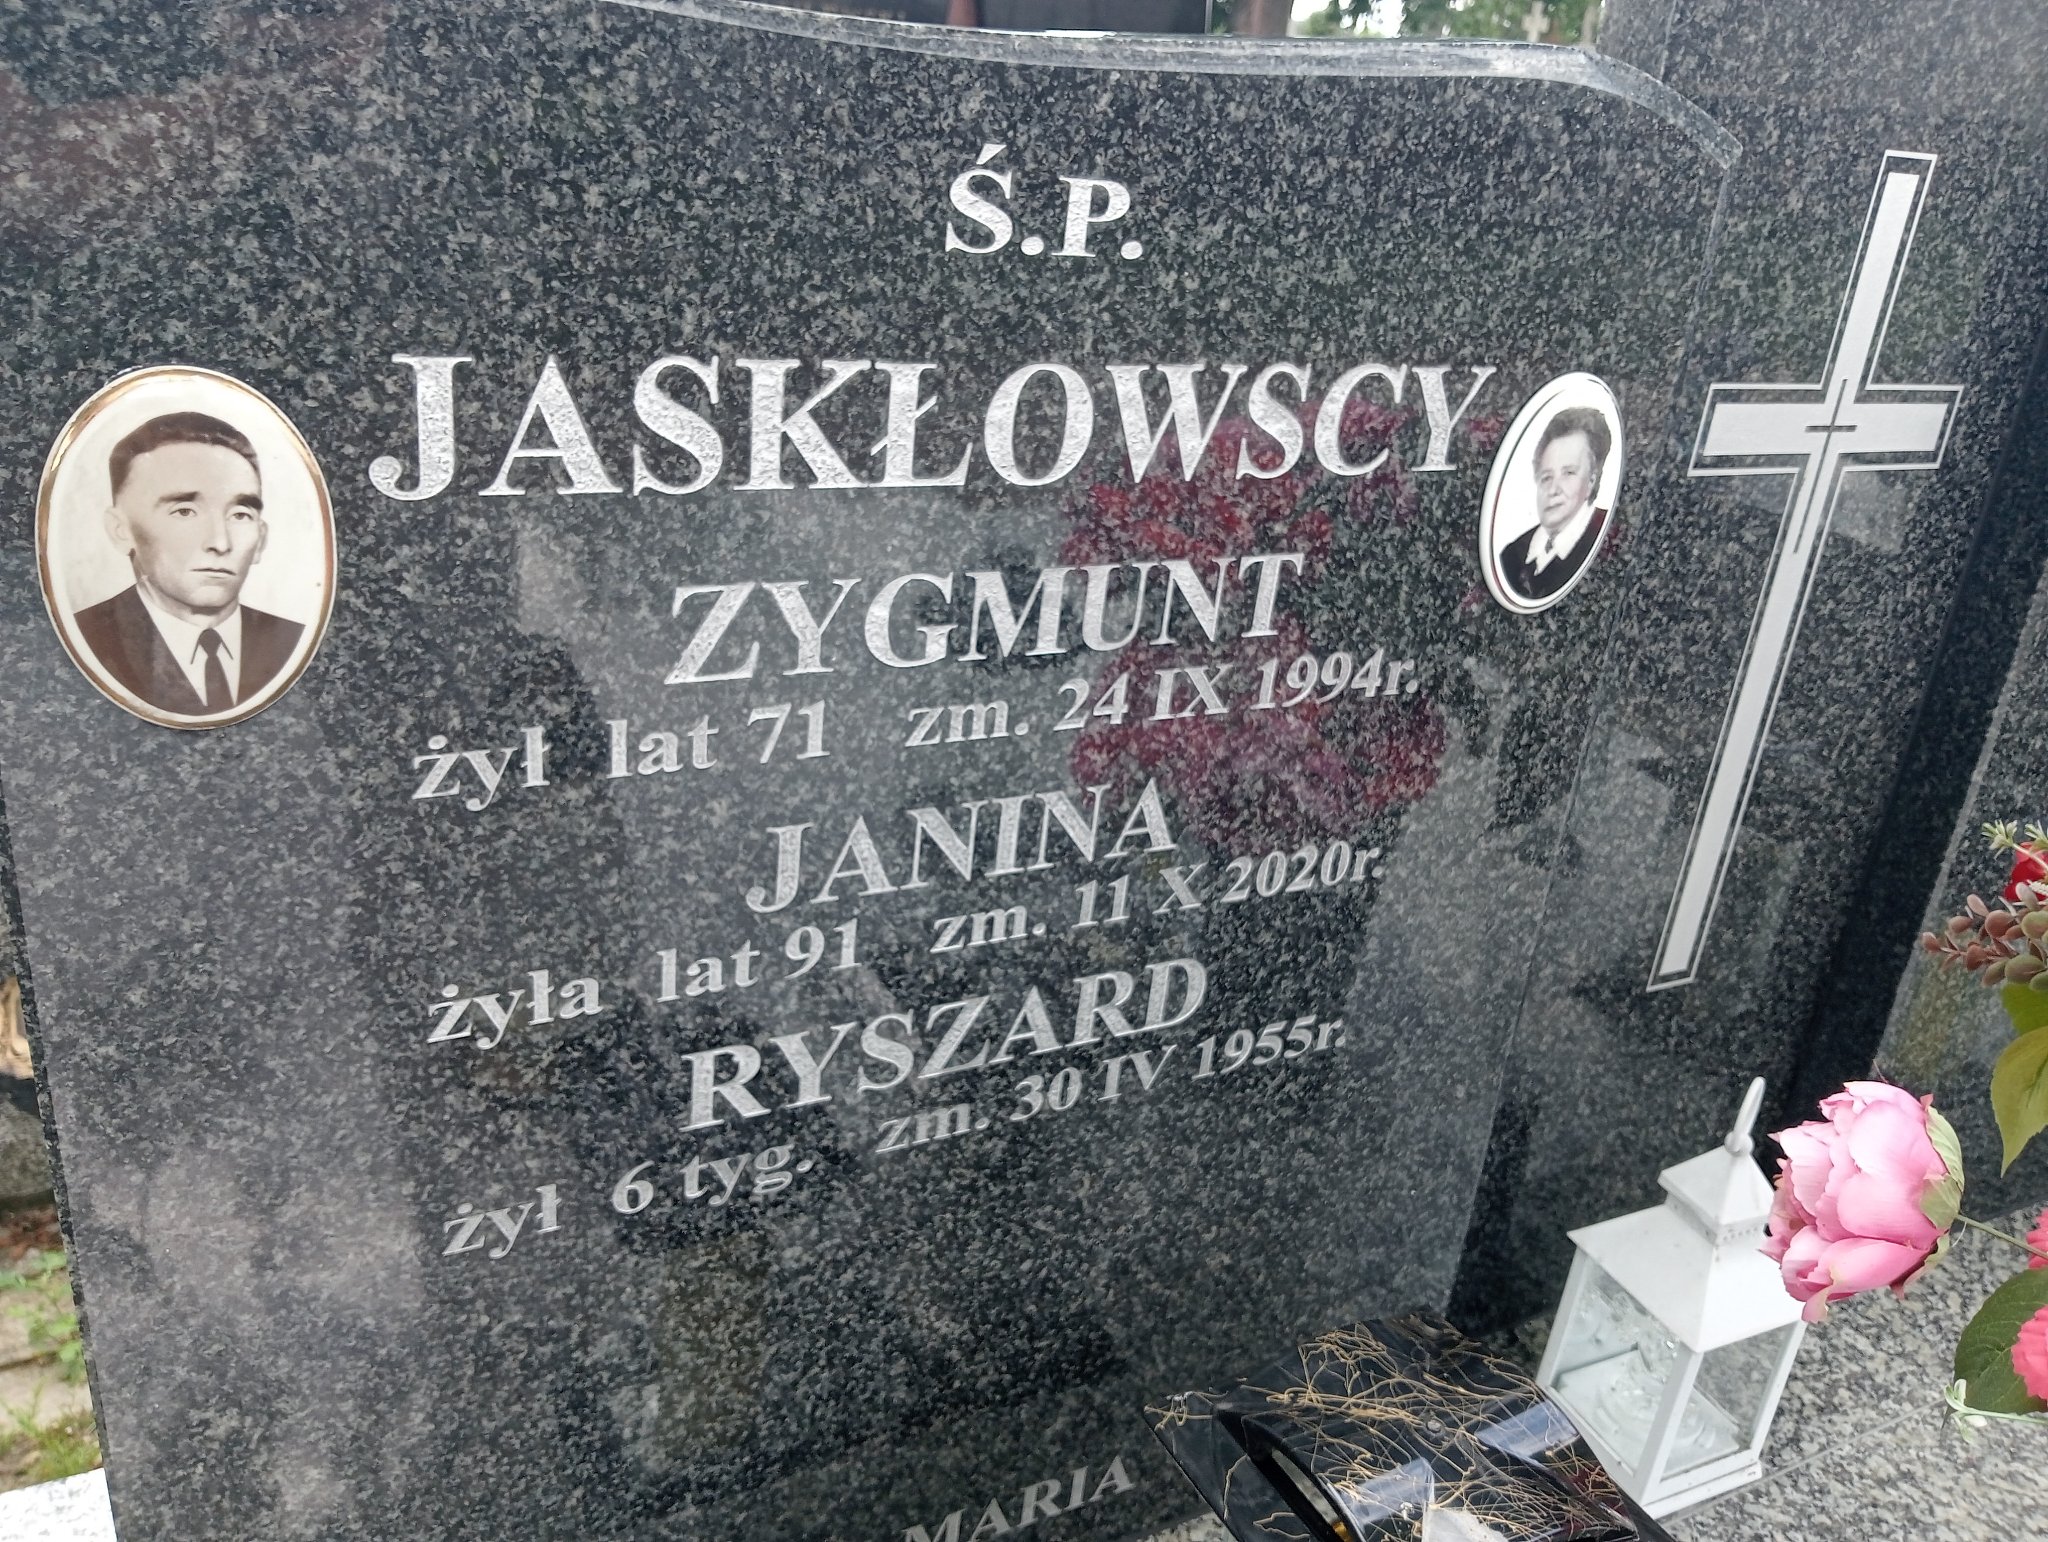 Ś.P.
JASKŁOWSCY
ZYGMUNT
żył lat 71 zm. 24 IX 1994r.
JANINA
żyła lat 91 zm. 11 X 2020r.
RYSZARD
żył 6 tyg. zm. 30 IV 1955r.
MARIA